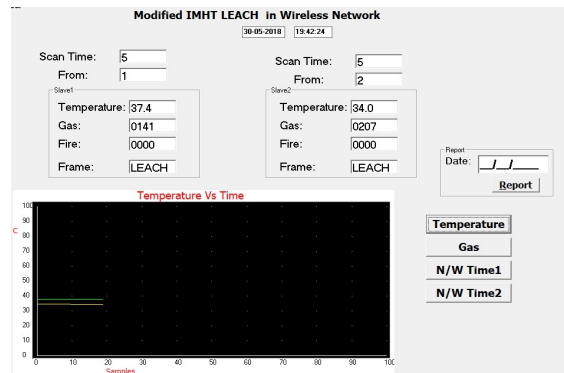 Modified IMHT LEACH in Wireless Network
30-05-2018 19:42:24
Scan Time: 5
From: 1
Slave1
Temperature: 37.4
Gas: 0141
Fire: 0000
Frame: LEACH
Scan Time: 5
From: 2
Slave2
Temperature: 34.0
Gas: 0207
Fire: 0000
Frame: LEACH
Report
Date: __/__/____
Report
Temperature Vs Time
C
100
90
80
70
60
50
40
30
20
10
0
0 10 20 30 40 50 60 70 80 90 100
Samples
Temperature
Gas
N/W Time1
N/W Time2